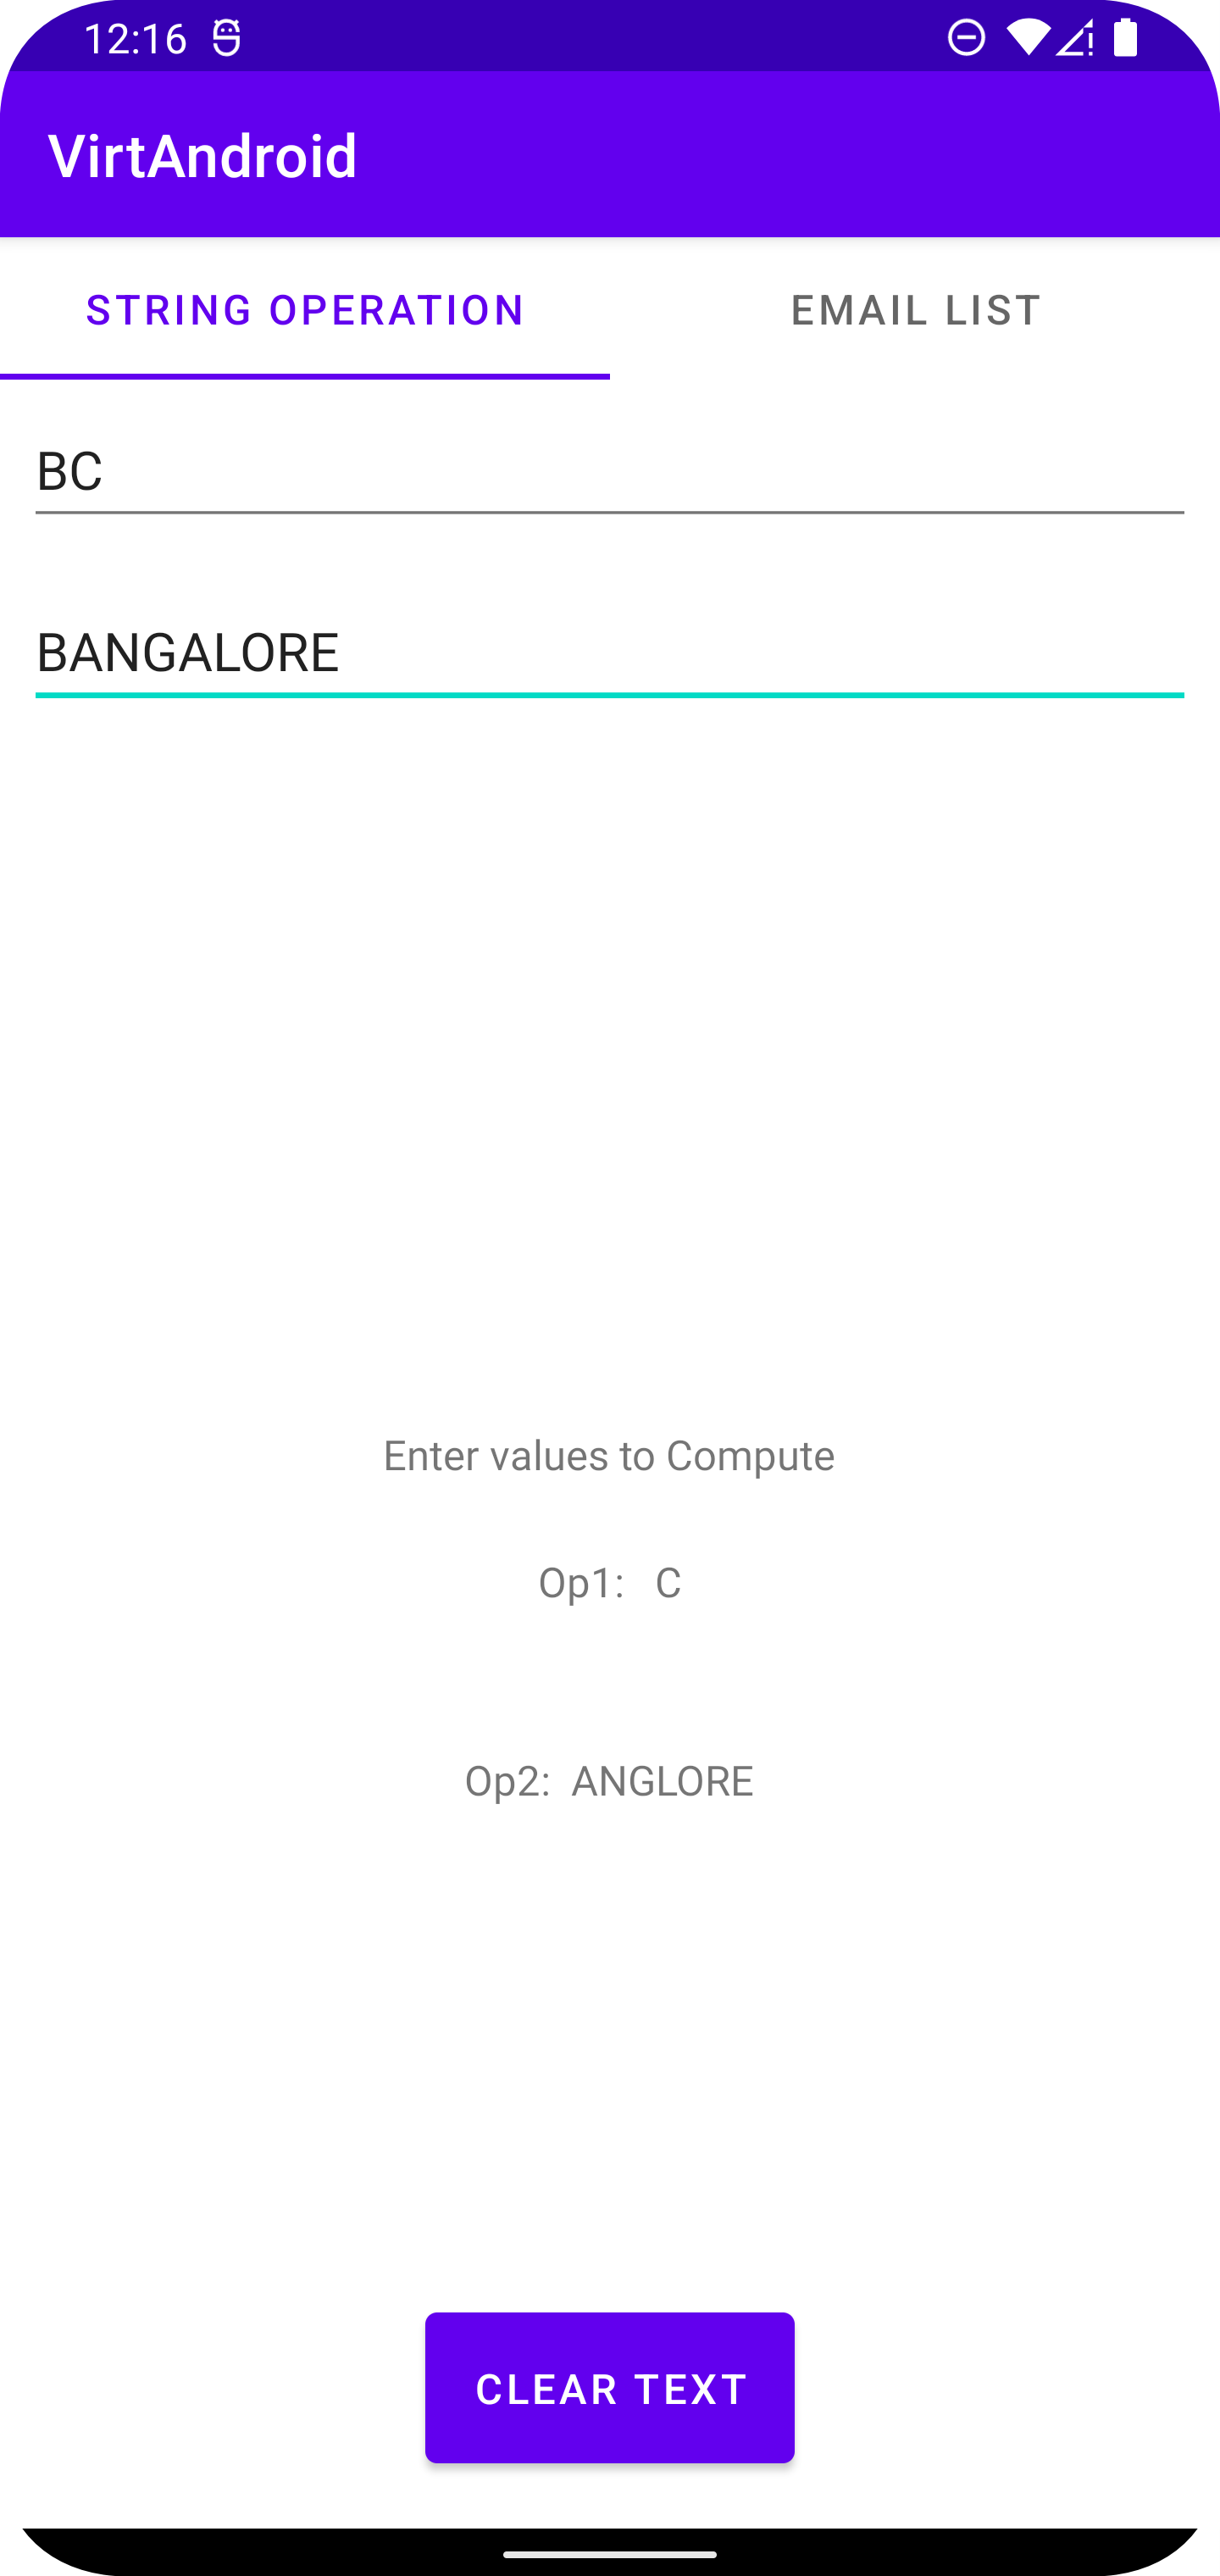 12:16
VirtAndroid
STRING OPERATION EMAIL LIST
BC
BANGALORE
Enter values to Compute
Op1: C
Op2: ANGLORE
CLEAR TEXT